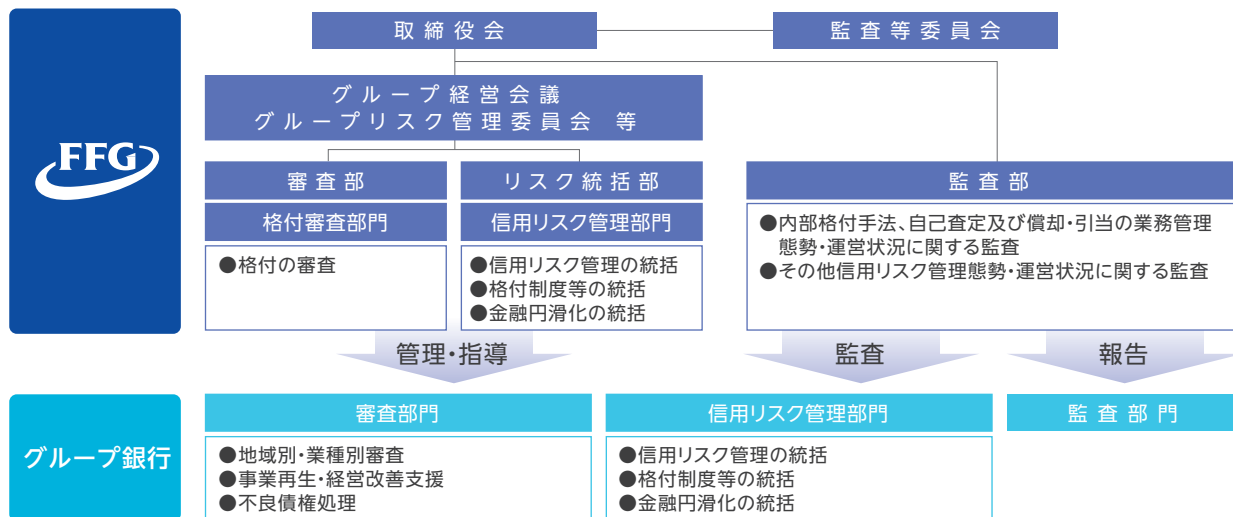 取締役会
監査等委員会
グループ経営会議
グループリスク管理委員会 等
FFG
審査部
リスク統括部
監査部
格付審査部門
信用リスク管理部門
●格付の審査
●信用リスク管理の統括
●格付制度等の統括
●金融円滑化の統括
●内部格付手法、自己査定及び償却・引当の業務管理
態勢・運営状況に関する監査
●その他信用リスク管理態勢・運営状況に関する監査
管理・指導
監査
報告
グループ銀行
審査部門
●地域別・業種別審査
●事業再生・経営改善支援
●不良債権処理
信用リスク管理部門
●信用リスク管理の統括
●格付制度等の統括
●金融円滑化の統括
監査部門